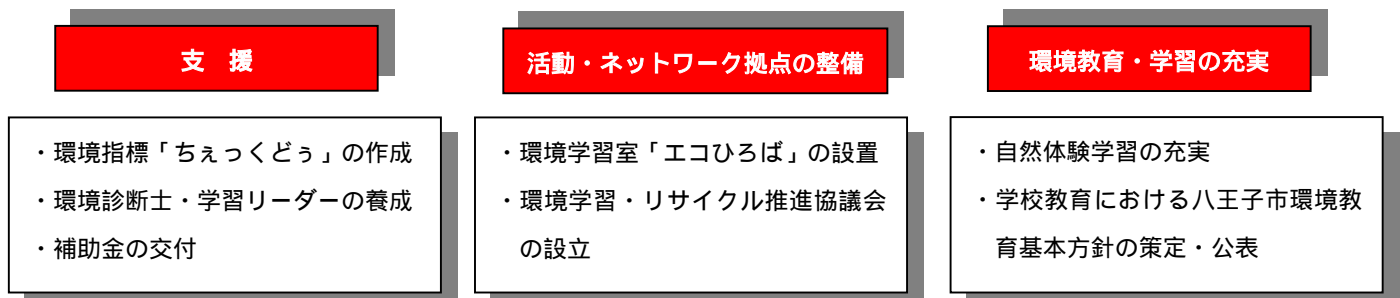 支　援
・環境指標「ちぇっくどぅ」の作成
・環境診断士・学習リーダーの養成
・補助金の交付
活動・ネットワーク拠点の整備
・環境学習室「エコひろば」の設置
・環境学習・リサイクル推進協議会
の設立
環境教育・学習の充実
・自然体験学習の充実
・学校教育における八王子市環境教
育基本方針の策定・公表